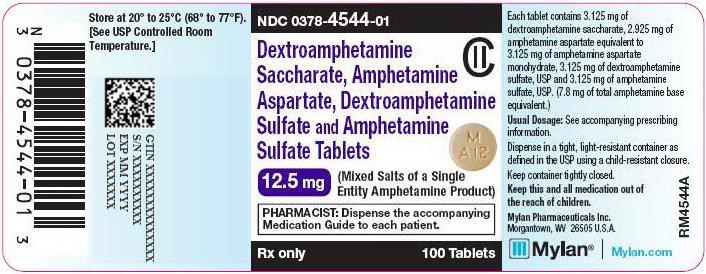 3 0378-4544-01 3
Store at 20° to 25°C (68° to 77°F).
[See USP Controlled Room
Temperature.]
GTIN XXXXXXXXXXXXXX
S/N XXXXXXXXXX
EXP MM YYYY
LOT XXXXXX
NDC 0378-4544-01
Dextroamphetamine
Saccharate, Amphetamine
Aspartate, Dextroamphetamine
Sulfate and Amphetamine
Sulfate Tablets
CII
M
A12
12.5 mg
(Mixed Salts of a Single
Entity Amphetamine Product)
PHARMACIST: Dispense the accompanying
Medication Guide to each patient.
Rx only
100 Tablets
Each tablet contains 3.125 mg of
dextroamphetamine saccharate, 2.925 mg of
amphetamine aspartate equivalent to
3.125 mg of amphetamine aspartate
monohydrate, 3.125 mg of dextroamphetamine
sulfate, USP and 3.125 mg of amphetamine
sulfate, USP. (7.8 mg of total amphetamine base
equivalent.)
Usual Dosage: See accompanying prescribing
information.
Dispense in a tight, light-resistant container as
defined in the USP using a child-resistant closure.
Keep container tightly closed.
Keep this and all medication out of
the reach of children.
Mylan Pharmaceuticals Inc.
Morgantown, WV 26505 U.S.A.
Mylan®
Mylan.com
RM4544A